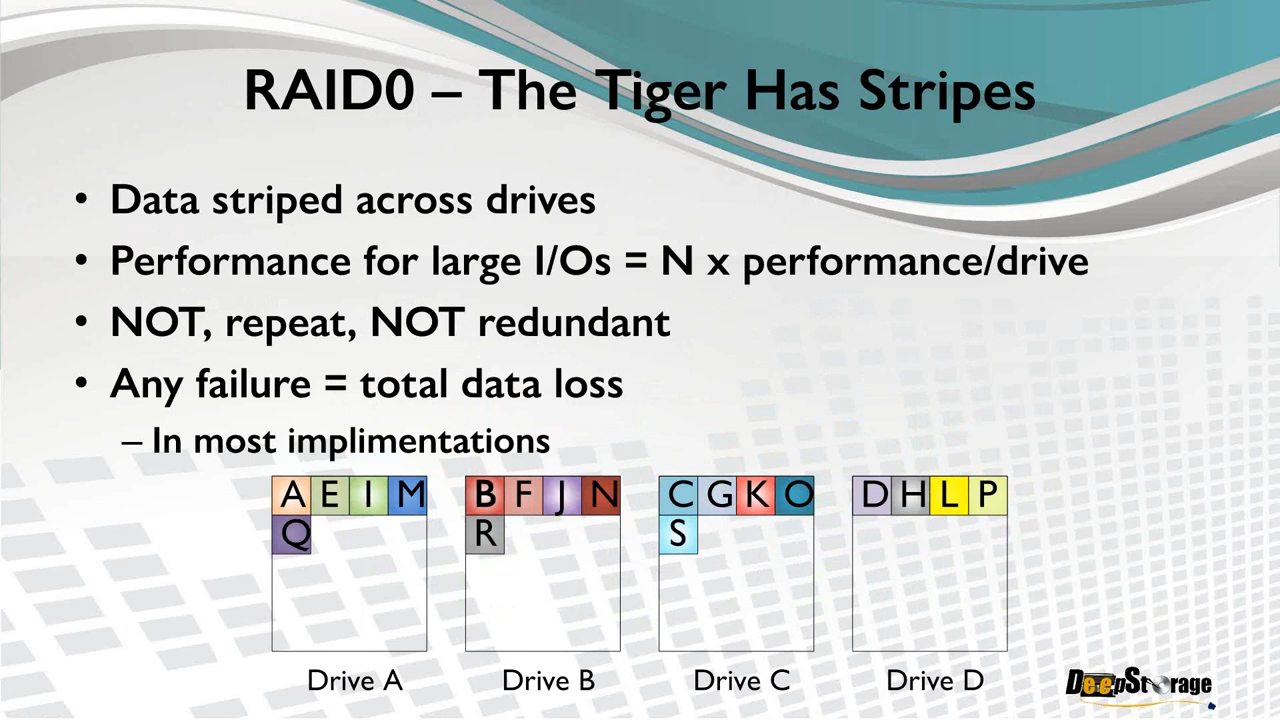 RAID0 – The Tiger Has Stripes
• Data striped across drives
• Performance for large I/Os = N x performance/drive
• NOT, repeat, NOT redundant
• Any failure = total data loss
– In most implimentations
A E I M B F J N C G K O D H L P
Q R S
Drive A Drive B Drive C Drive D
DeepStorage